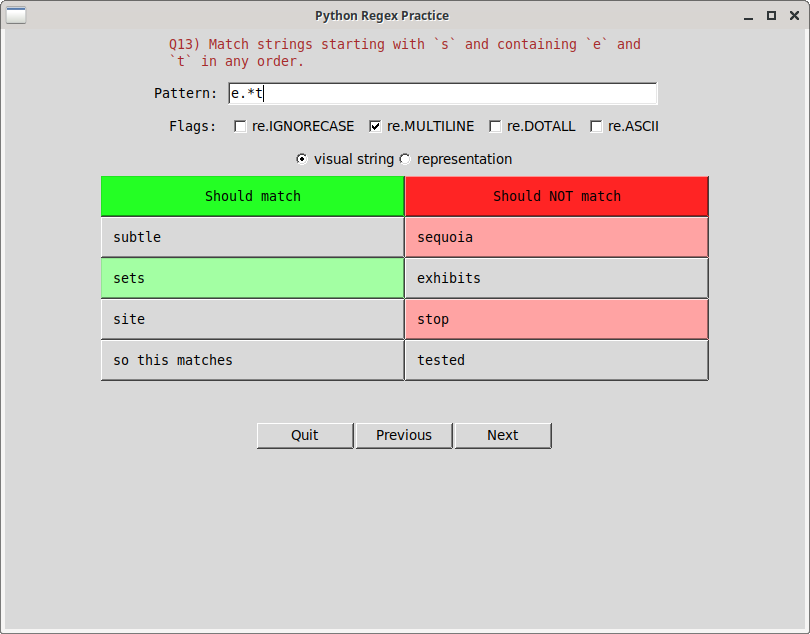 Python Regex Practice
Q13) Match strings starting with `s` and containing `e` and
`t` in any order.
Pattern: e.*t
Flags: re.IGNORECASE re.MULTILINE re.DOTALL re.ASCII
visual string representation
Should match Should NOT match
subtle sequoia
sets exhibits
site stop
so this matches tested
Quit Previous Next